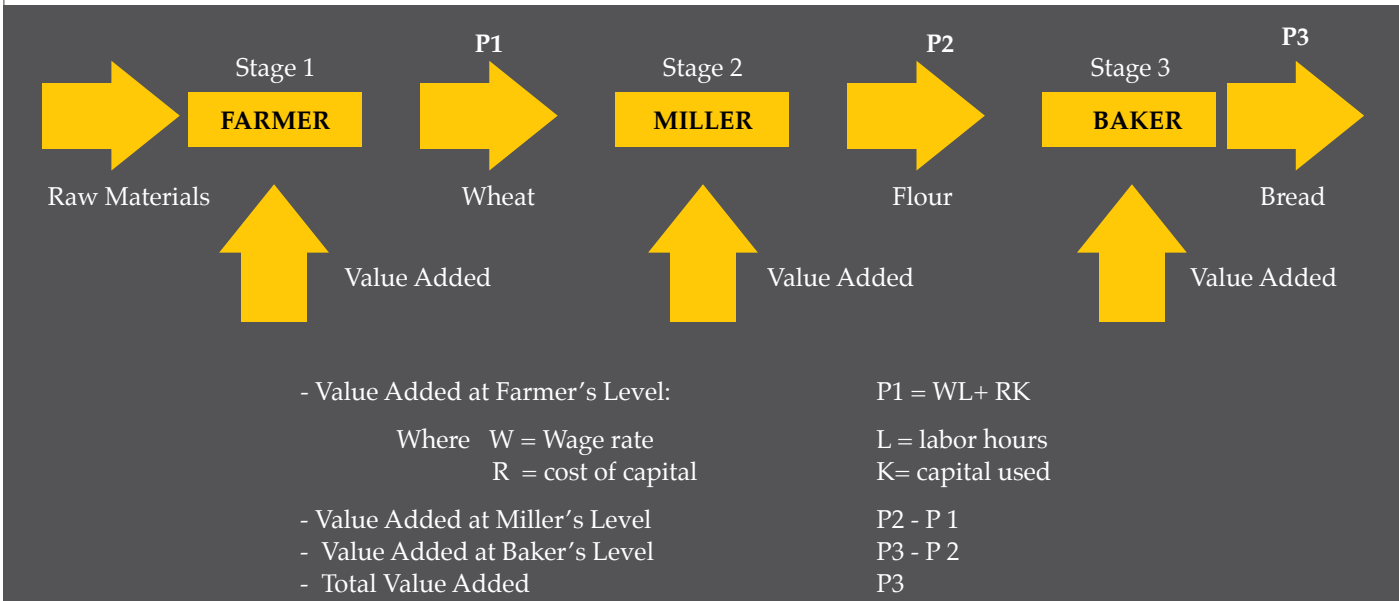 P1 P2 P3
Stage 1 Stage 2 Stage 3
FARMER MILLER BAKER
Raw Materials Wheat Flour Bread
Value Added Value Added Value Added
- Value Added at Farmer's Level: P1 = WL+ RK
Where W = Wage rate L = labor hours
R = cost of capital K= capital used
- Value Added at Miller's Level P2 - P 1
- Value Added at Baker's Level P3 - P 2
- Total Value Added P3